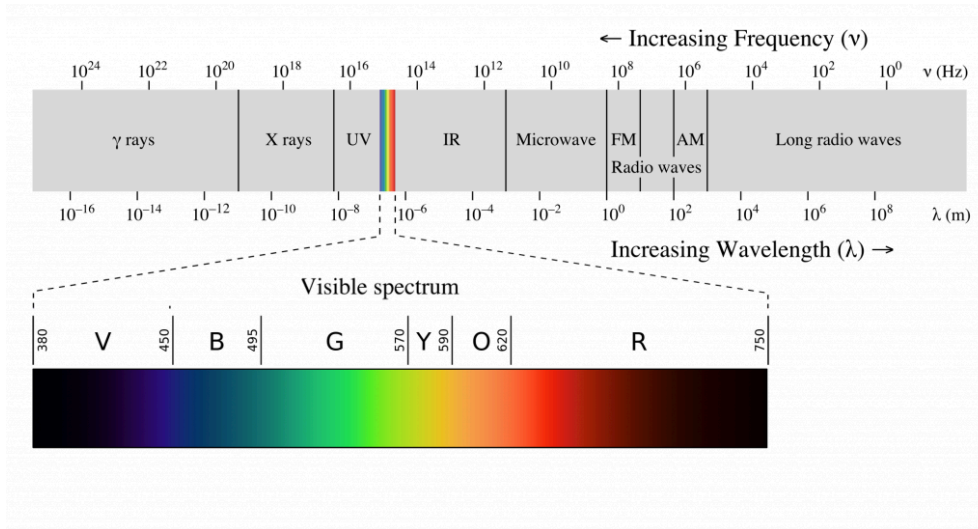 ← Increasing Frequency (ν)
10²⁴ 10²² 10²⁰ 10¹⁸ 10¹⁶ 10¹⁴ 10¹² 10¹⁰ 10⁸ 10⁶ 10⁴ 10² 10⁰ ν (Hz)
γ rays X rays UV IR Microwave FM AM Long radio waves
Radio waves
10⁻¹⁶ 10⁻¹⁴ 10⁻¹² 10⁻¹⁰ 10⁻⁸ 10⁻⁶ 10⁻⁴ 10⁻² 10⁰ 10² 10⁴ 10⁶ 10⁸ λ (m)
Increasing Wavelength (λ) →
Visible spectrum
380 V 450 B 495 G 570 Y 590 O 620 R 750